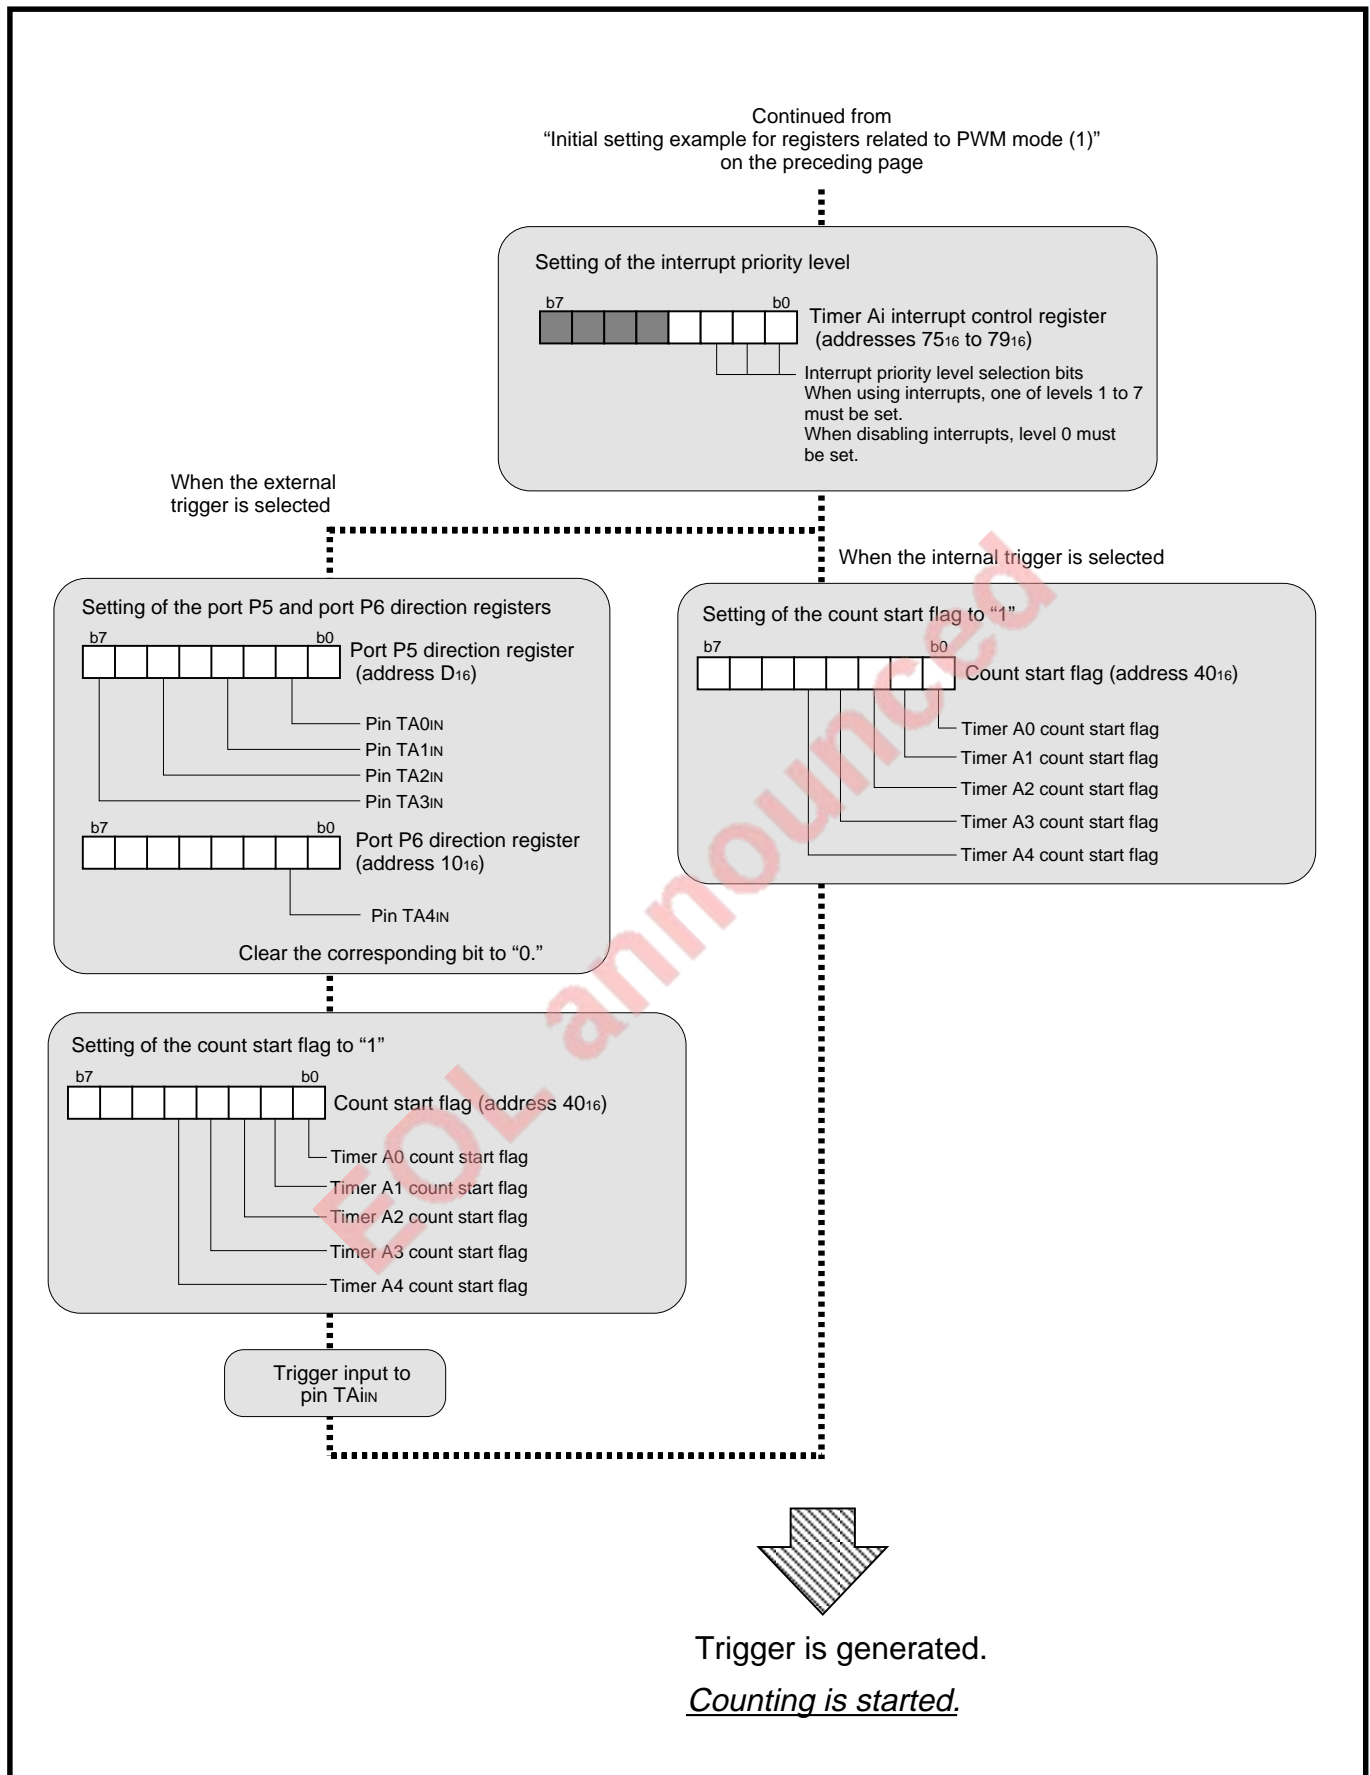 Continued from
“Initial setting example for registers related to PWM mode (1)”
on the preceding page
Setting of the interrupt priority level
b7 b0
Timer Ai interrupt control register
(addresses 7516 to 7916)
Interrupt priority level selection bits
When using interrupts, one of levels 1 to 7
must be set.
When disabling interrupts, level 0 must
be set.
When the external
trigger is selected
When the internal trigger is selected
Setting of the port P5 and port P6 direction registers
b7 b0
Port P5 direction register
(address D16)
Pin TA0IN
Pin TA1IN
Pin TA2IN
Pin TA3IN
b7 b0
Port P6 direction register
(address 1016)
Pin TA4IN
Clear the corresponding bit to “0.”
Setting of the count start flag to “1”
b7 b0
Count start flag (address 4016)
Timer A0 count start flag
Timer A1 count start flag
Timer A2 count start flag
Timer A3 count start flag
Timer A4 count start flag
Setting of the count start flag to “1”
b7 b0
Count start flag (address 4016)
Timer A0 count start flag
Timer A1 count start flag
Timer A2 count start flag
Timer A3 count start flag
Timer A4 count start flag
Trigger input to
pin TAiIN
Trigger is generated.
Counting is started.
EOL announced